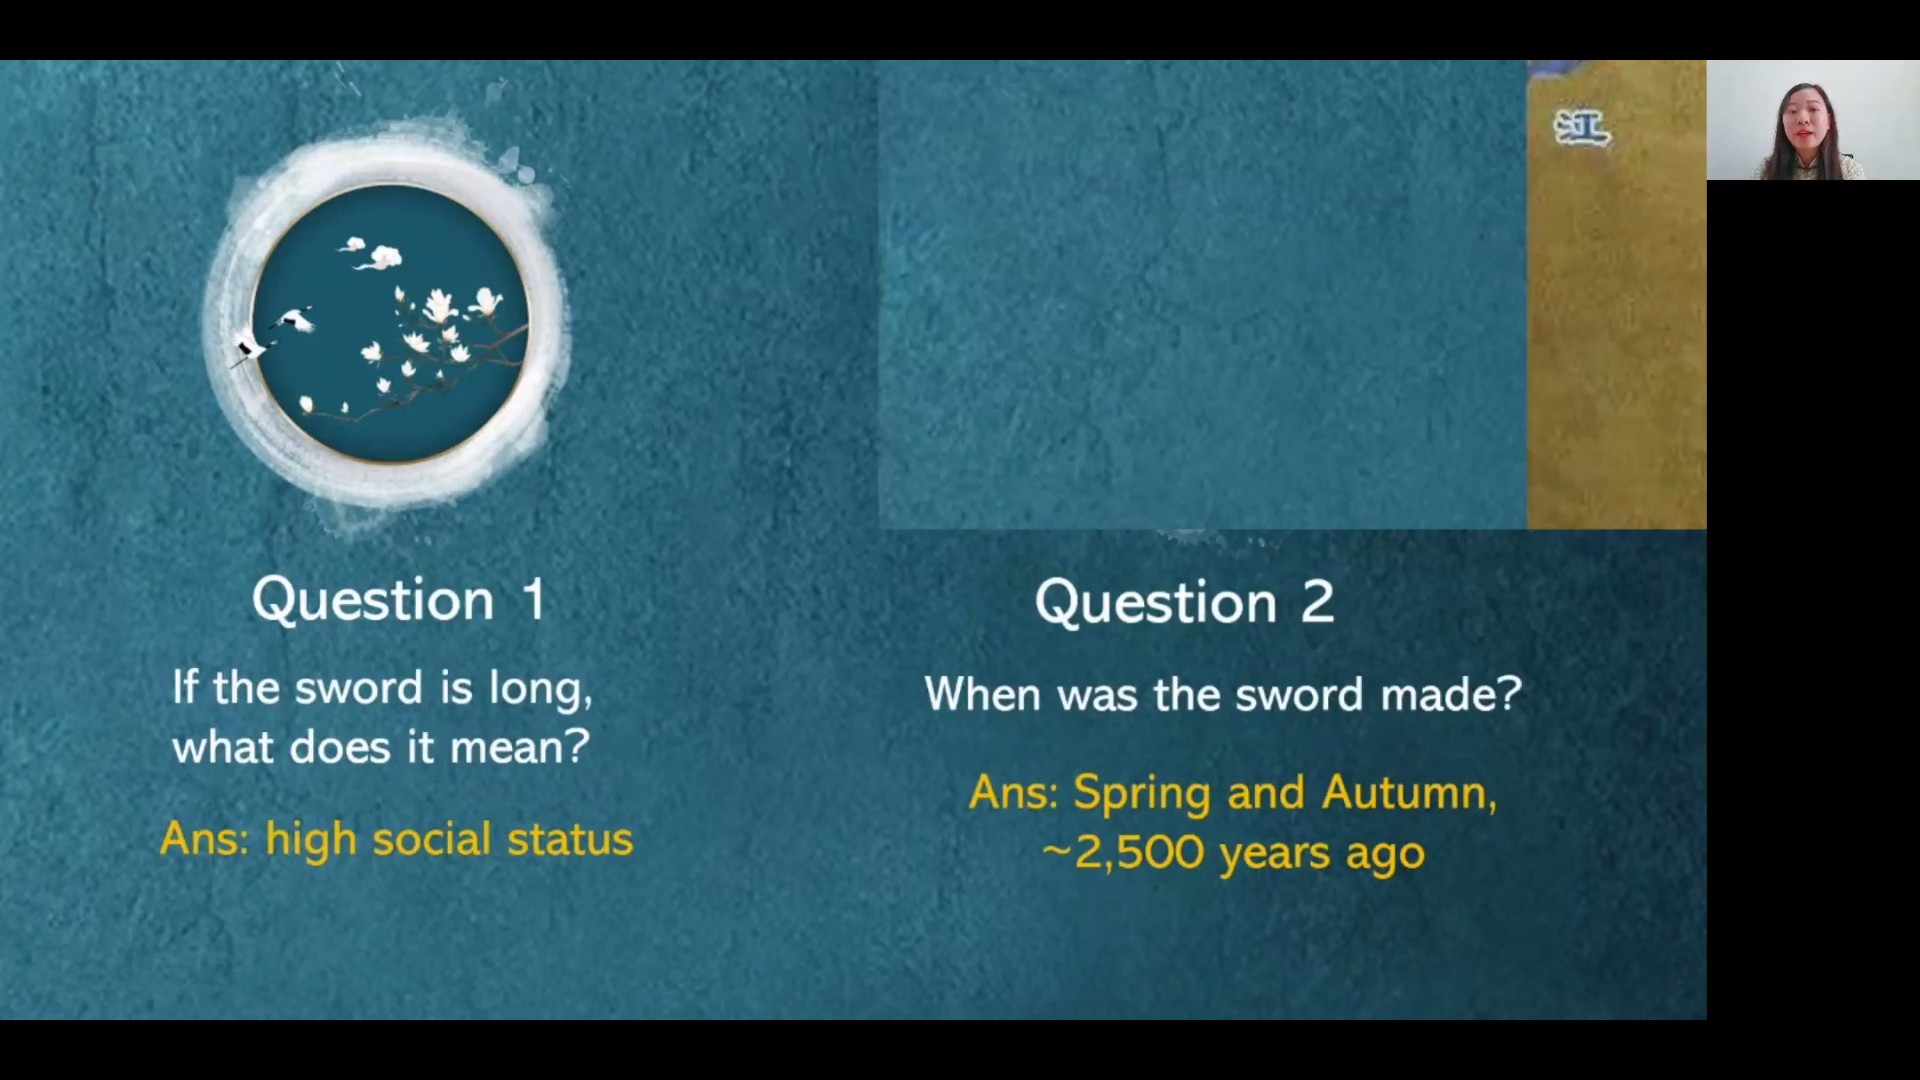 Question 1
If the sword is long,
what does it mean?
Ans: high social status
Question 2
When was the sword made?
Ans: Spring and Autumn,
~2,500 years ago